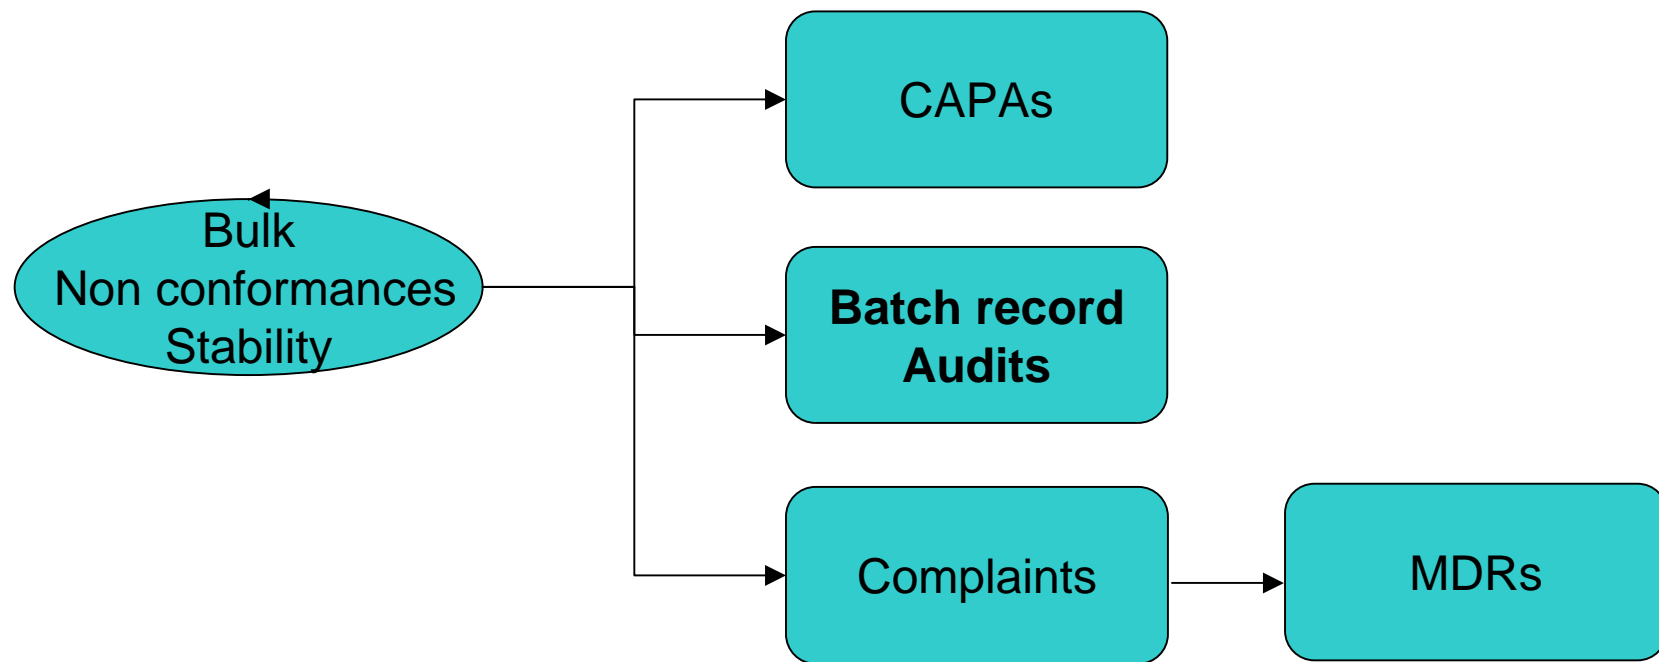 Bulk
Non conformances
Stability
CAPAs
Batch record
Audits
Complaints
MDRs